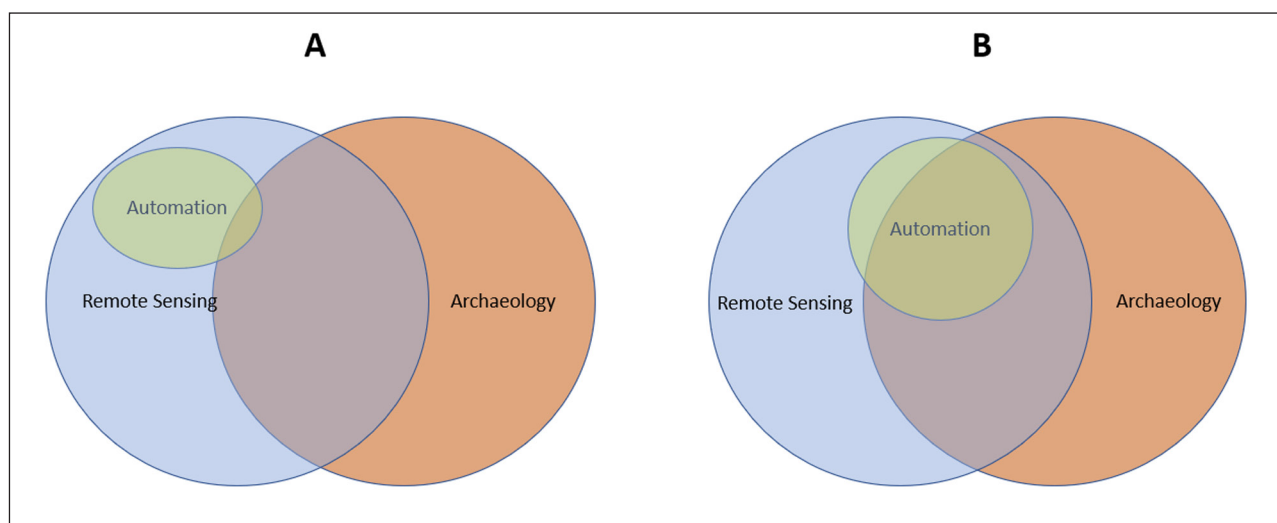 A
B
Automation
Remote Sensing
Archaeology
Automation
Remote Sensing
Archaeology